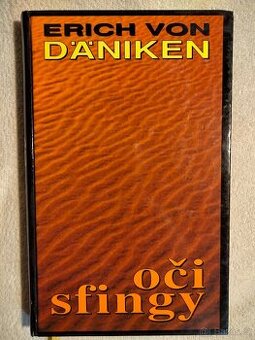 ERICH VON
DÄNIKEN
oči
sfingy